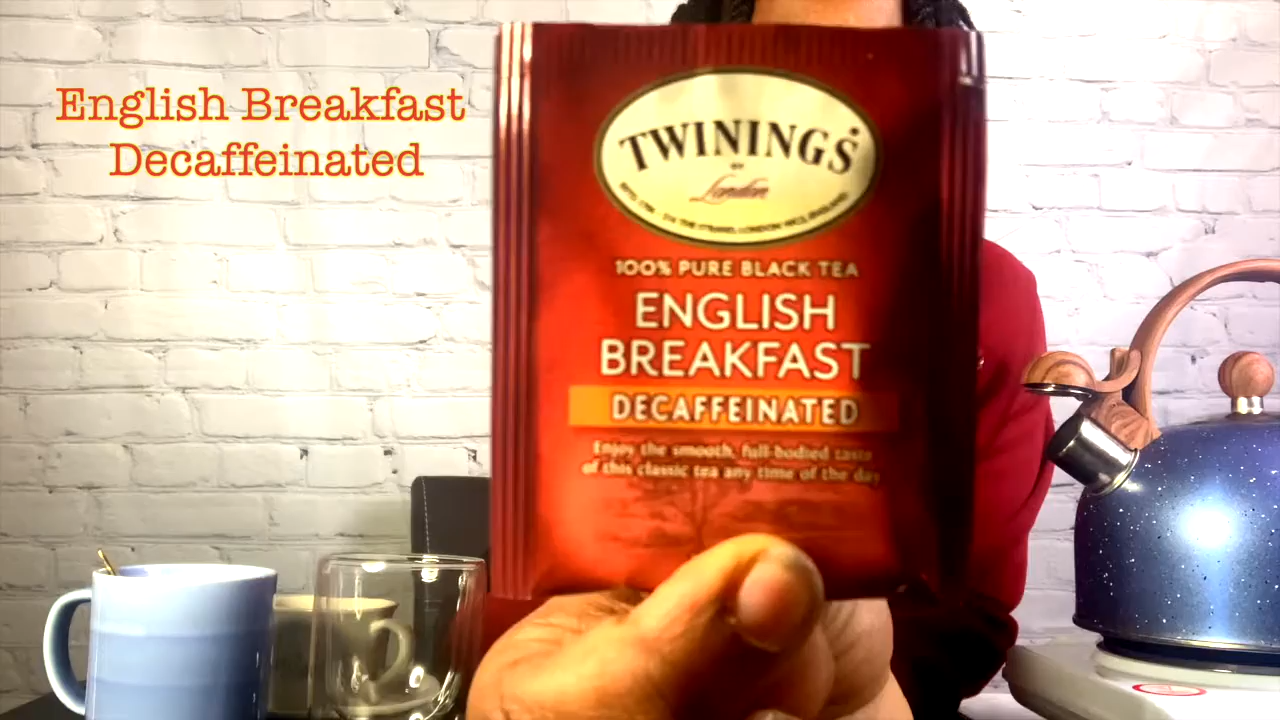 English Breakfast
Decaffeinated
TWININGS
OF
London
100% PURE BLACK TEA
ENGLISH
BREAKFAST
DECAFFEINATED
Enjoy the smooth, full-bodied taste
of this classic tea any time of the day